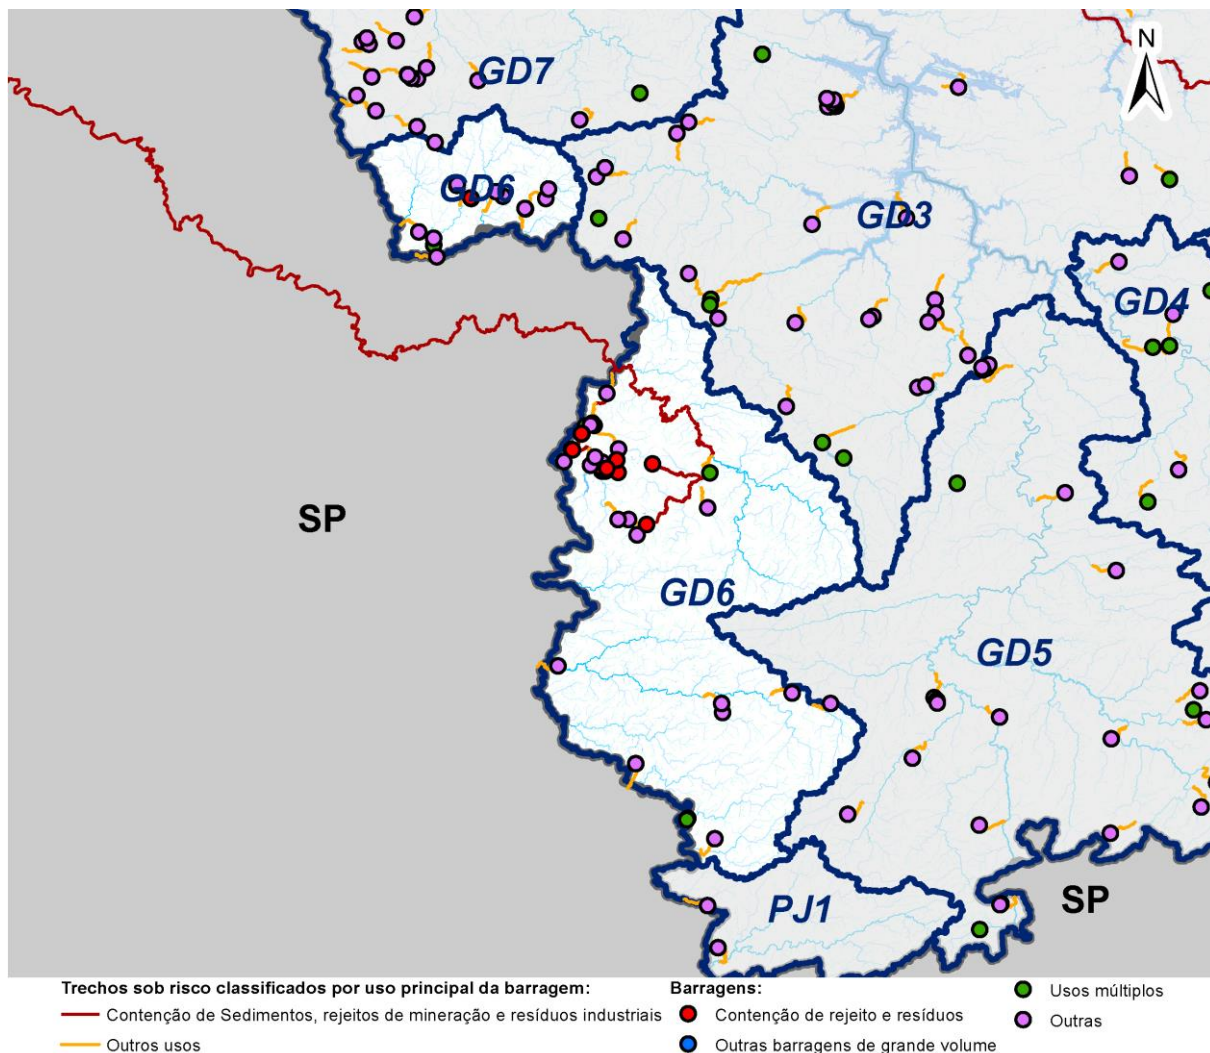 N
GD7
GD6
GD3
GD4
SP
GD6
GD5
PJ1
SP
Trechos sob risco classificados por uso principal da barragem:
Contenção de Sedimentos, rejeitos de mineração e resíduos industriais
Outros usos
Barragens:
Contenção de rejeito e resíduos
Outras barragens de grande volume
Usos múltiplos
Outras